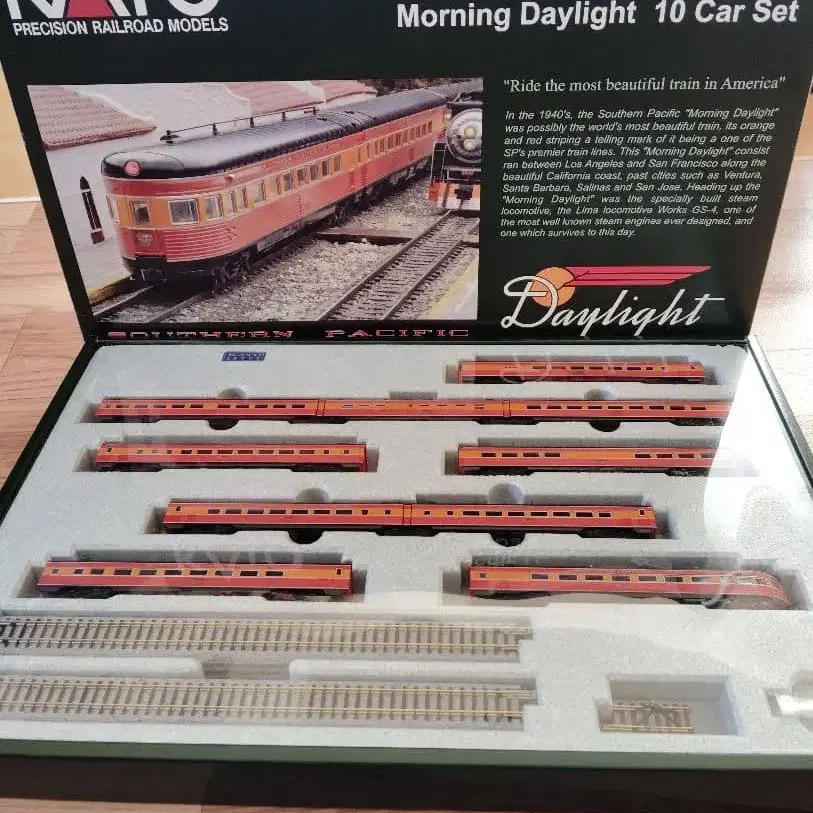 KATO
PRECISION RAILROAD MODELS
Morning Daylight 10 Car Set
"Ride the most beautiful train in America"
In the 1940's, the Southern Pacific "Morning Daylight"
was possibly the world's most beautiful train, its orange
and red striping a telling mark of it being a one of the
SP's premier train lines. This "Morning Daylight" consist
ran between Los Angeles and San Francisco along the
beautiful California coast, past cities such as Ventura,
Santa Barbara, Salinas and San Jose. Heading up the
"Morning Daylight" was the specially built steam
locomotive, the Lima locomotive Works GS-4, one of
the most well known steam engines ever designed, and
one which survives to this day.
Daylight
SOUTHERN PACIFIC
KATO